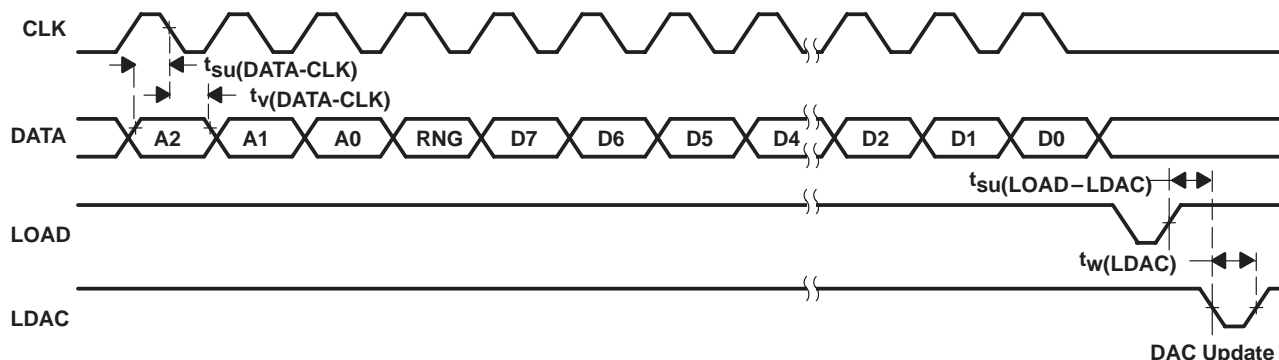 CLK
tsu(DATA-CLK)
tv(DATA-CLK)
DATA A2 A1 A0 RNG D7 D6 D5 D4 D2 D1 D0
tsu(LOAD–LDAC)
LOAD
tw(LDAC)
LDAC
DAC Update